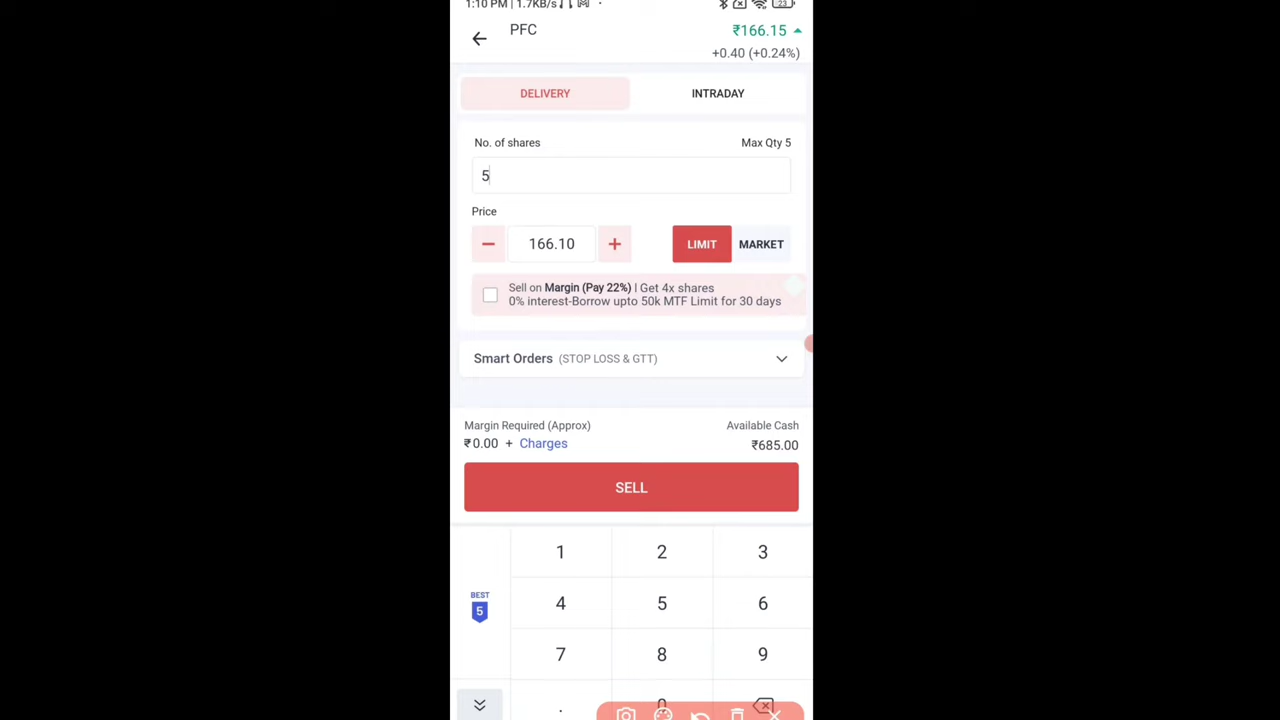 1:10 PM | 1.7KB/s
23
PFC
₹166.15
+0.40 (+0.24%)
DELIVERY
INTRADAY
No. of shares
Max Qty 5
5
Price
166.10
LIMIT
MARKET
Sell on Margin (Pay 22%) | Get 4x shares
0% interest-Borrow upto 50k MTF Limit for 30 days
Smart Orders (STOP LOSS & GTT)
Margin Required (Approx)
Available Cash
₹0.00 + Charges
₹685.00
SELL
1 2 3
BEST
5
4 5 6
7 8 9
. 0